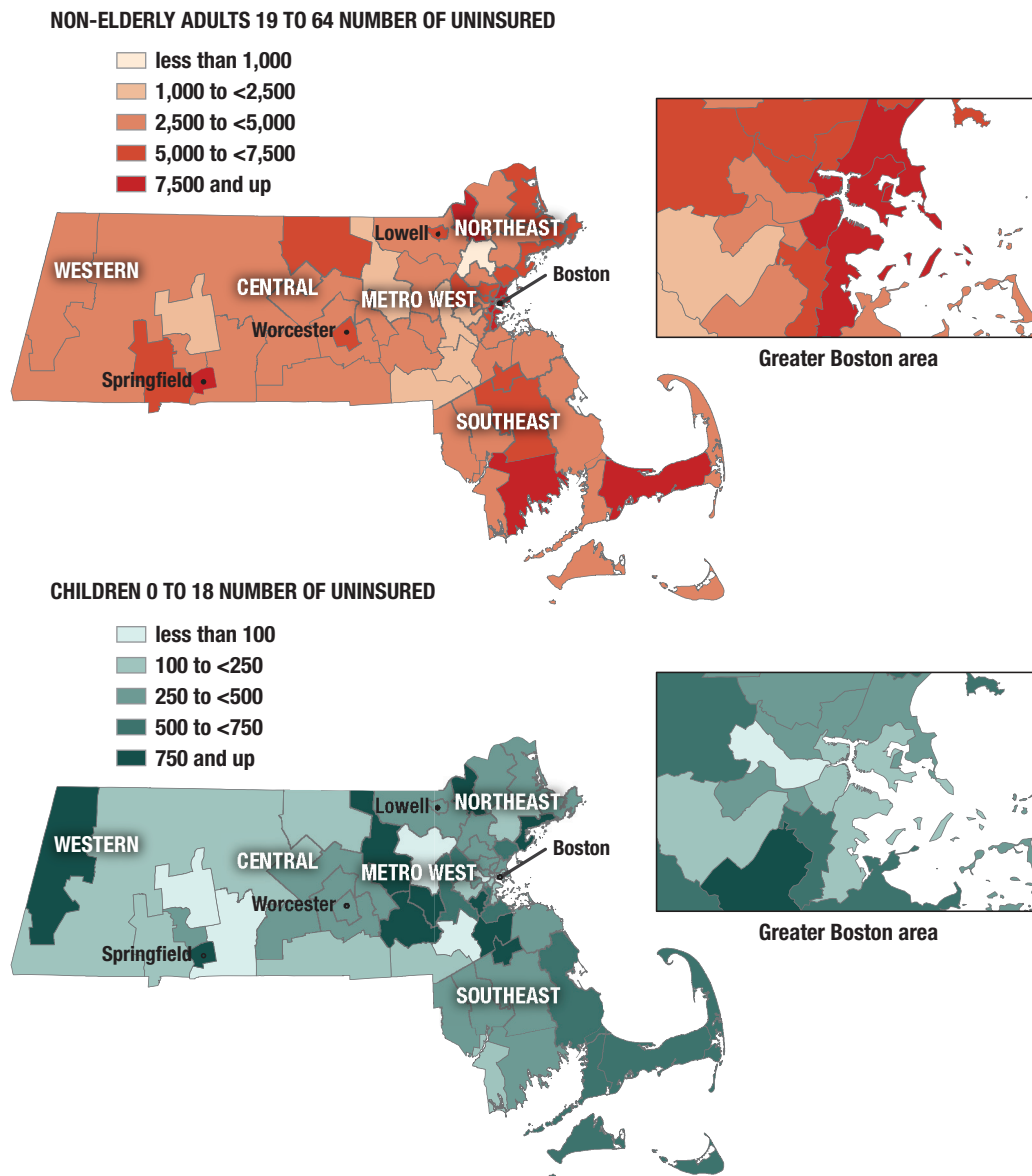 NON-ELDERLY ADULTS 19 TO 64 NUMBER OF UNINSURED
less than 1,000
1,000 to <2,500
2,500 to <5,000
5,000 to <7,500
7,500 and up
Lowell
NORTHEAST
WESTERN
Boston
CENTRAL
METRO WEST
Worcester
Springfield
SOUTHEAST
Greater Boston area
CHILDREN 0 TO 18 NUMBER OF UNINSURED
less than 100
100 to <250
250 to <500
500 to <750
750 and up
Lowell
NORTHEAST
WESTERN
Boston
CENTRAL
METRO WEST
Worcester
Springfield
SOUTHEAST
Greater Boston area